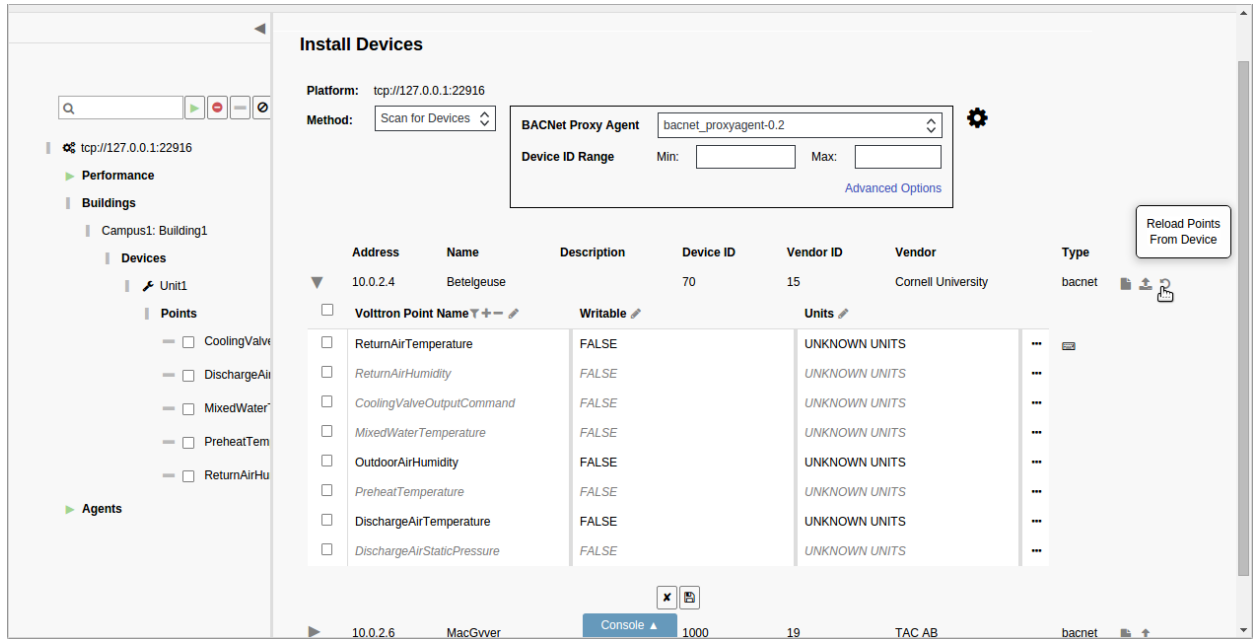 Install Devices
Platform: tcp://127.0.0.1:22916
Method: Scan for Devices
BACNet Proxy Agent bacnet_proxyagent-0.2
Device ID Range Min: Max:
Advanced Options
tcp://127.0.0.1:22916
Performance
Buildings
Campus1: Building1
Devices
Unit1
Points
CoolingValve
DischargeAi
MixedWater
PreheatTem
ReturnAirHu
Agents
Reload Points
From Device
Address Name Description Device ID Vendor ID Vendor Type
10.0.2.4 Betelgeuse 70 15 Cornell University bacnet
Volttron Point Name Writable Units
ReturnAirTemperature FALSE UNKNOWN UNITS
ReturnAirHumidity FALSE UNKNOWN UNITS
CoolingValveOutputCommand FALSE UNKNOWN UNITS
MixedWaterTemperature FALSE UNKNOWN UNITS
OutdoorAirHumidity FALSE UNKNOWN UNITS
PreheatTemperature FALSE UNKNOWN UNITS
DischargeAirTemperature FALSE UNKNOWN UNITS
DischargeAirStaticPressure FALSE UNKNOWN UNITS
Console ▲
10.0.2.6 MacGyver 1000 19 TAC AB bacnet